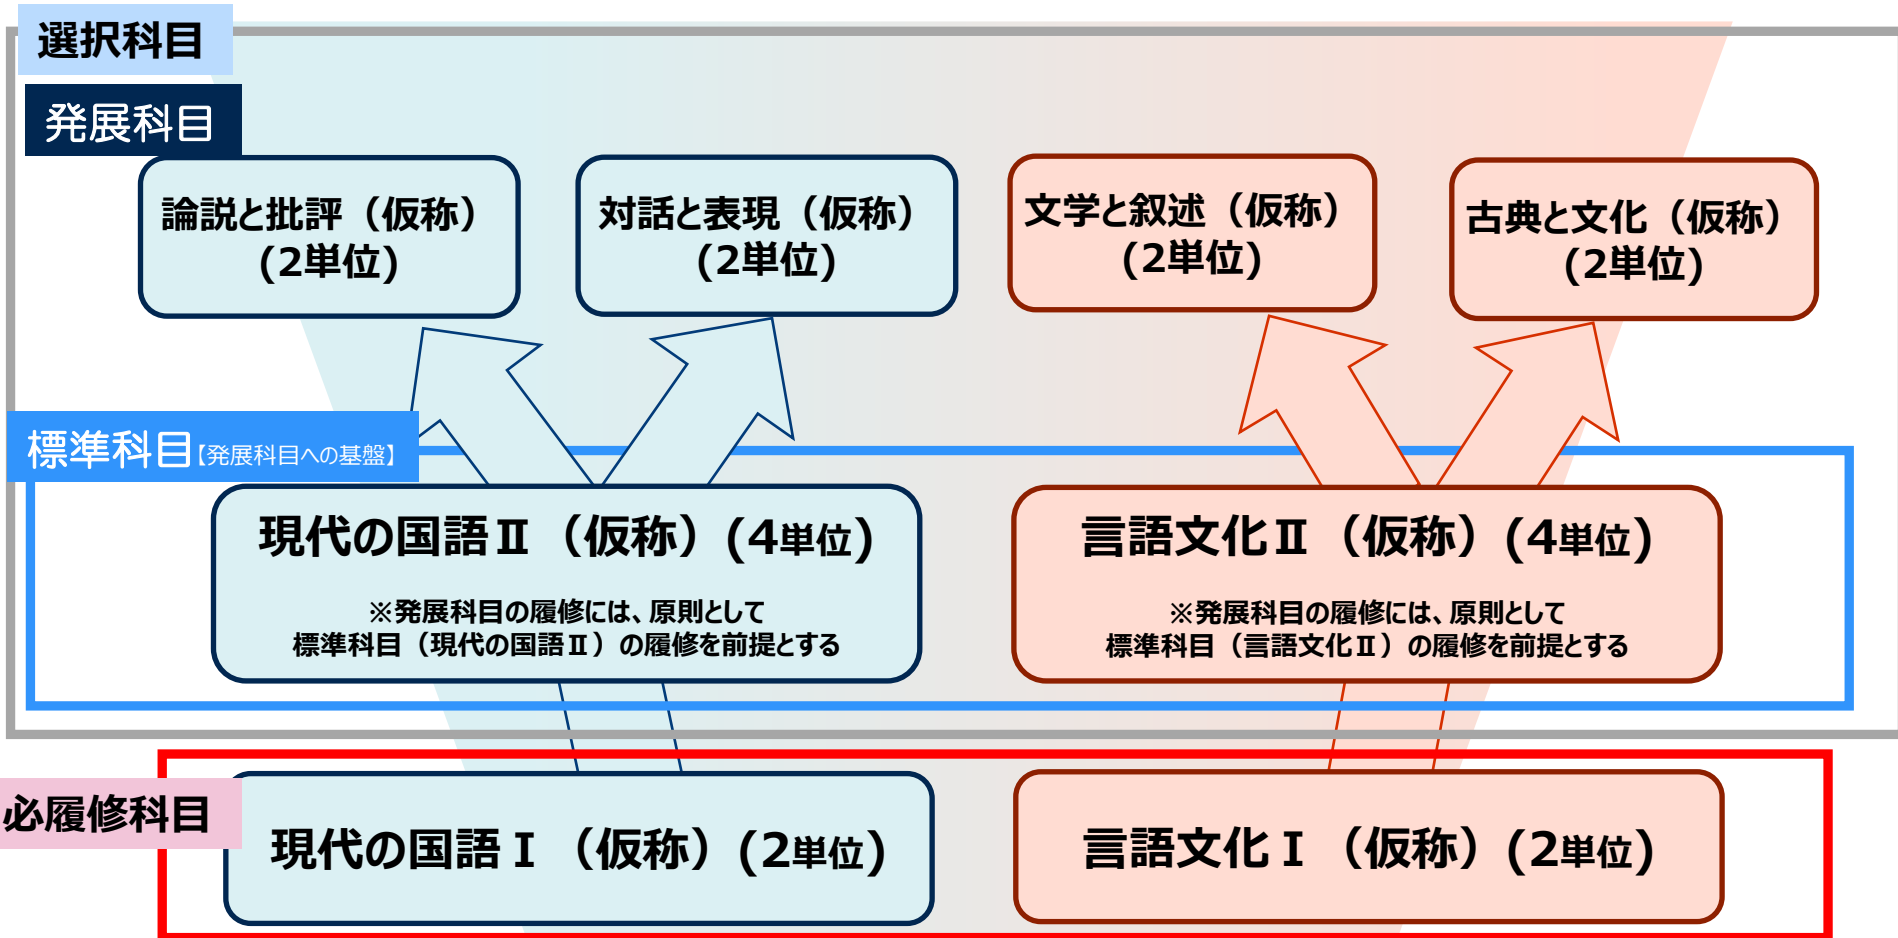 選択科目
発展科目
論説と批評（仮称）
(2単位)
対話と表現（仮称）
(2単位)
文学と叙述（仮称）
(2単位)
古典と文化（仮称）
(2単位)
標準科目【発展科目への基盤】
現代の国語Ⅱ（仮称）(4単位)
※発展科目の履修には、原則として
標準科目（現代の国語Ⅱ）の履修を前提とする
言語文化Ⅱ（仮称）(4単位)
※発展科目の履修には、原則として
標準科目（言語文化Ⅱ）の履修を前提とする
必履修科目
現代の国語Ⅰ（仮称）(2単位)
言語文化Ⅰ（仮称）(2単位)